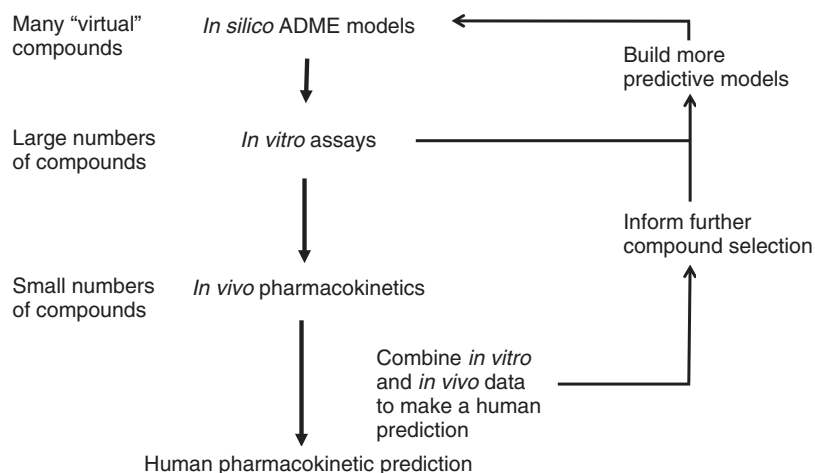 Many “virtual”
compounds
In silico ADME models
Build more
predictive models
Large numbers
of compounds
In vitro assays
Inform further
compound selection
Small numbers
of compounds
In vivo pharmacokinetics
Combine in vitro
and in vivo data
to make a human
prediction
Human pharmacokinetic prediction